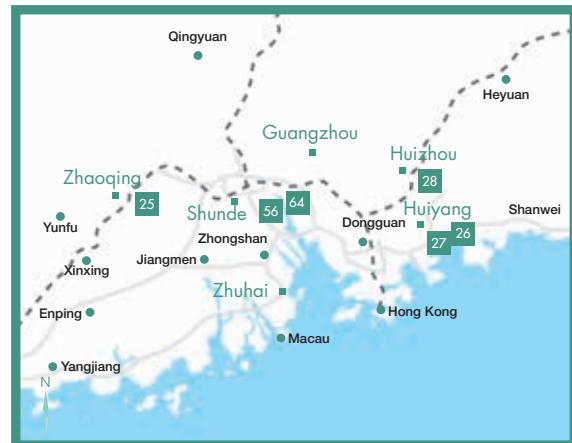 Qingyuan
Heyuan
Guangzhou
Huizhou
28
Zhaoqing
25
Shunde
56
64
Huiyang
Shanwei
26
27
Yunfu
Dongguan
Zhongshan
Jiangmen
Xinxing
Zhuhai
Enping
Hong Kong
Macau
Yangjiang
N